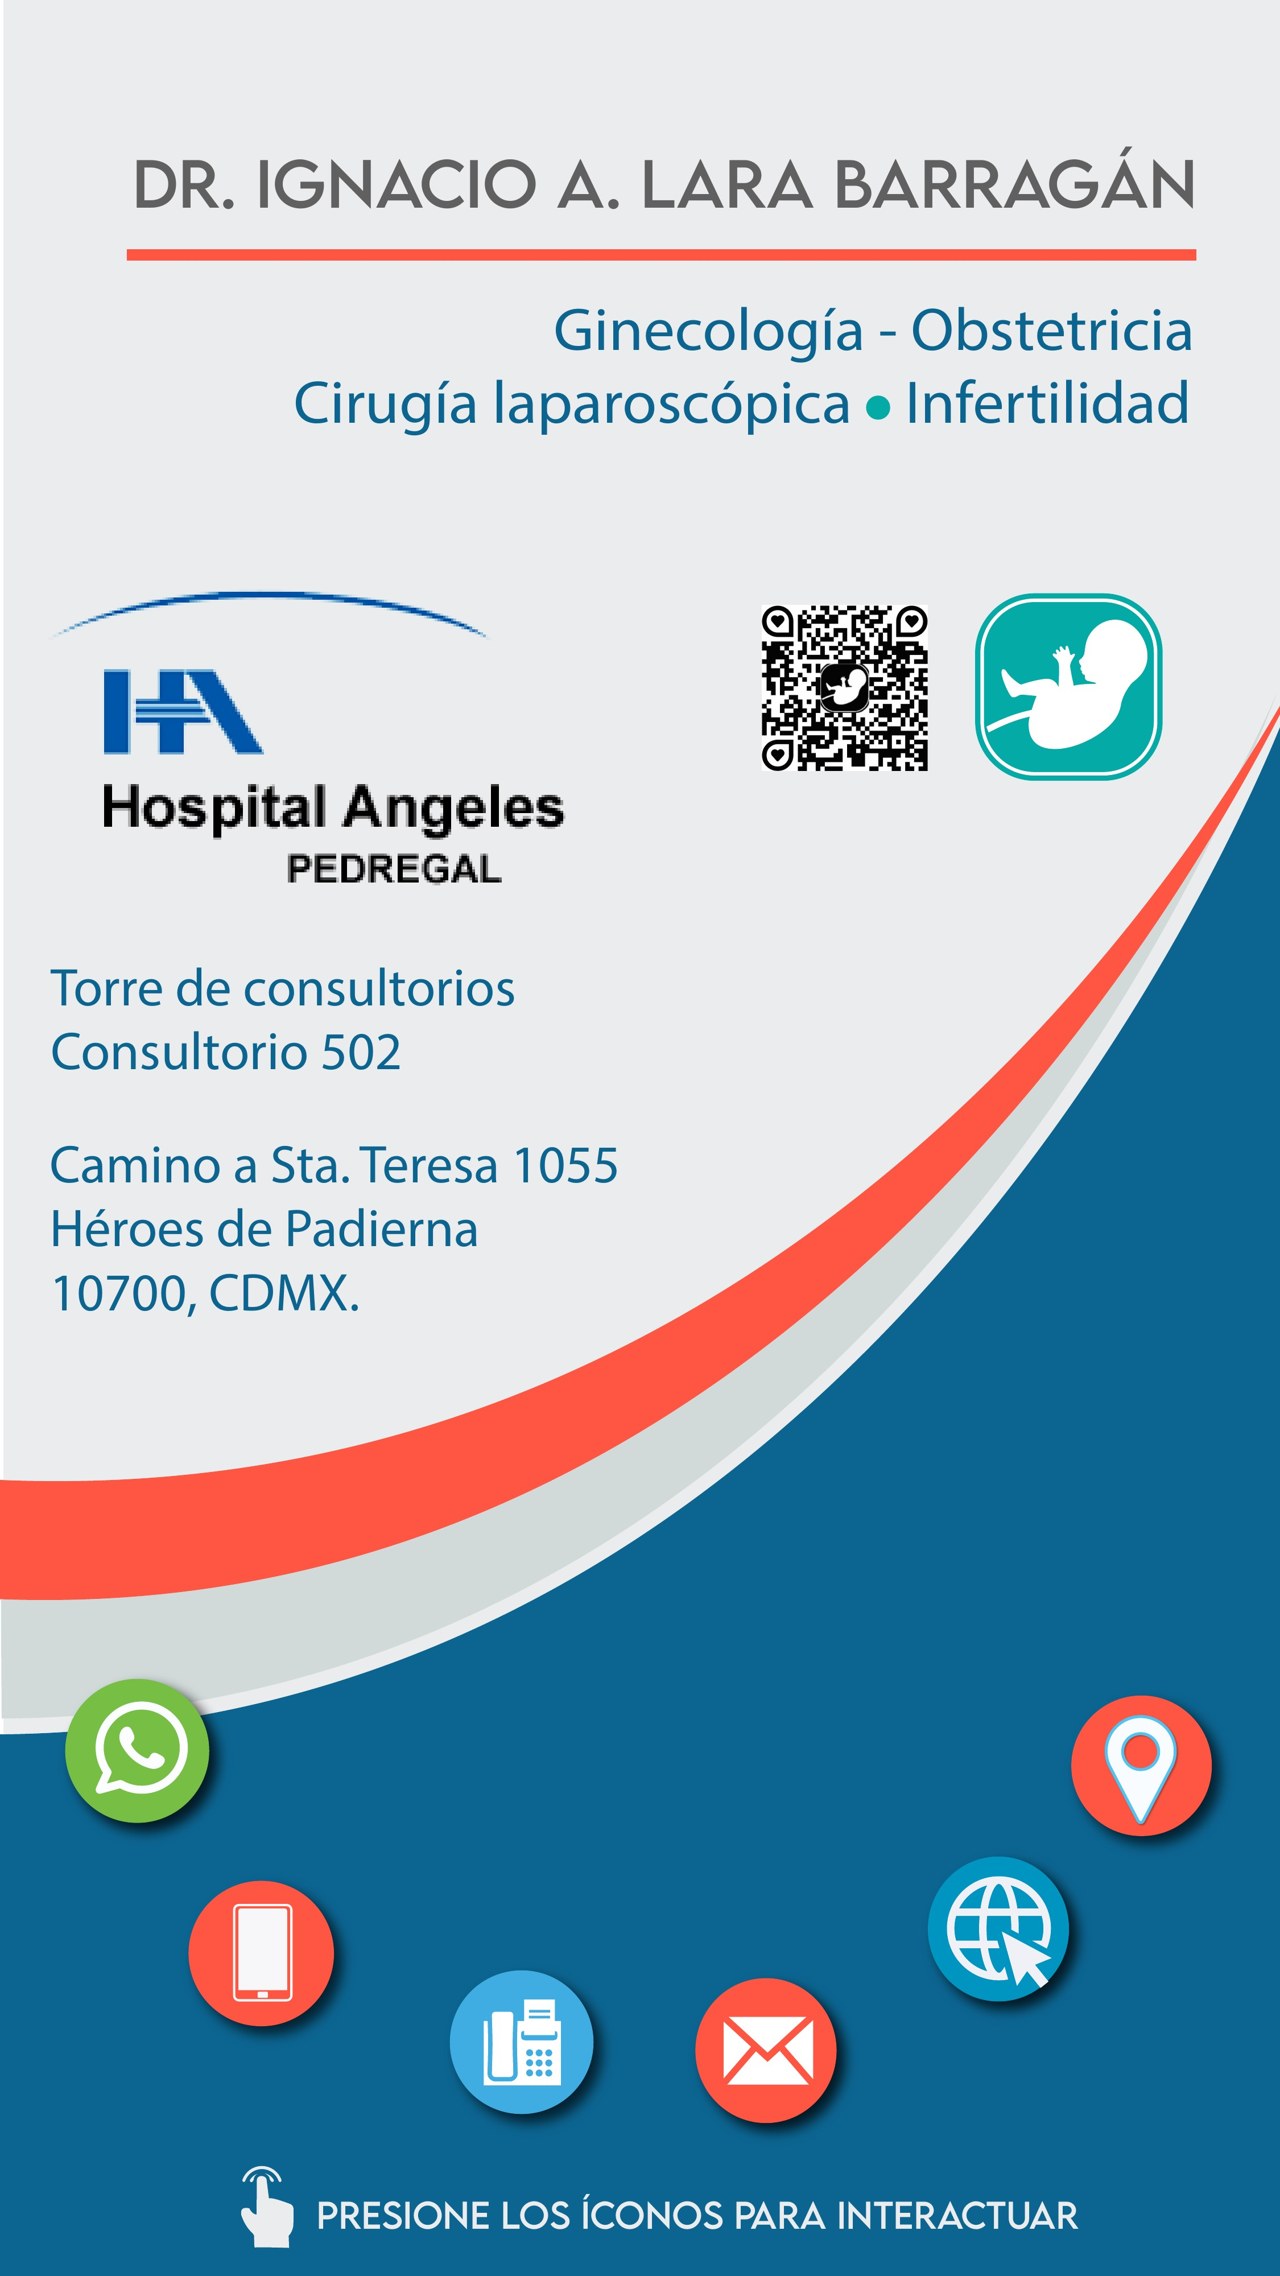 DR. IGNACIO A. LARA BARRAGÁN
Ginecología - Obstetricia
Cirugía laparoscópica • Infertilidad
HA
Hospital Angeles
PEDREGAL
Torre de consultorios
Consultorio 502
Camino a Sta. Teresa 1055
Héroes de Padierna
10700, CDMX.
PRESIONE LOS ÍCONOS PARA INTERACTUAR